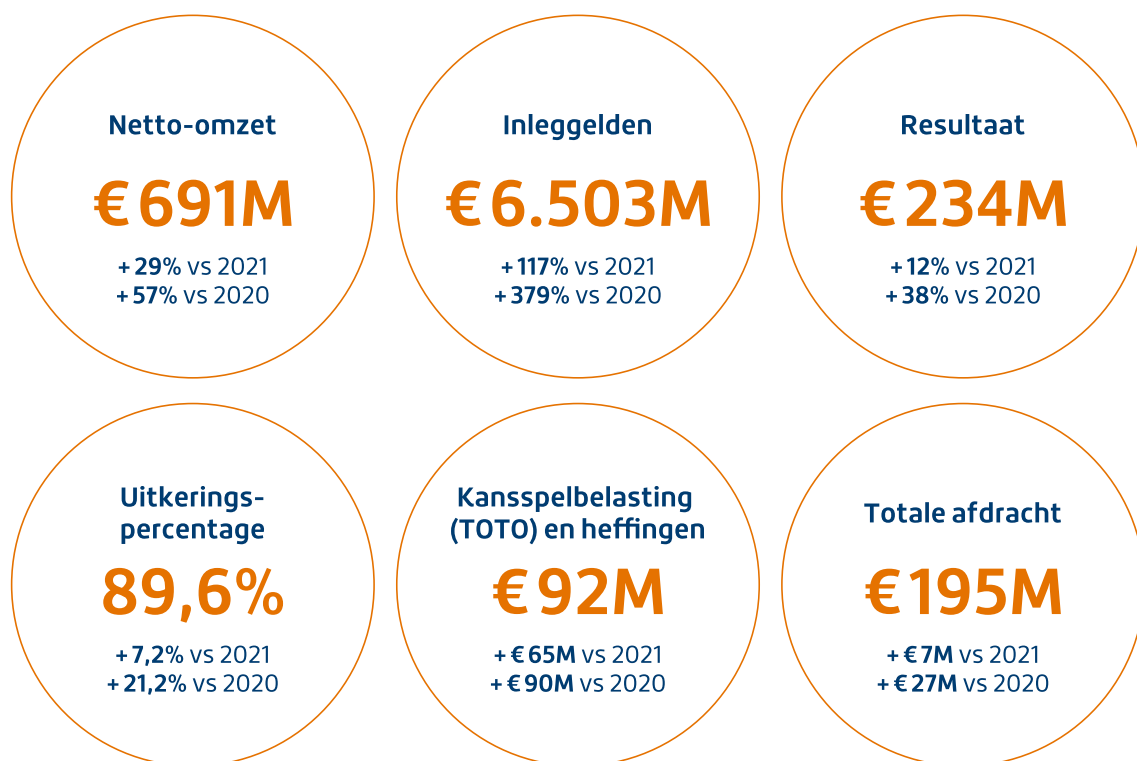 Netto-omzet
€ 691M
+ 29% vs 2021
+ 57% vs 2020
Inleggelden
€ 6.503M
+ 117% vs 2021
+ 379% vs 2020
Resultaat
€ 234M
+ 12% vs 2021
+ 38% vs 2020
Uitkerings-
percentage
89,6%
+ 7,2% vs 2021
+ 21,2% vs 2020
Kansspelbelasting
(TOTO) en heffingen
€ 92M
+ € 65M vs 2021
+ € 90M vs 2020
Totale afdracht
€ 195M
+ € 7M vs 2021
+ € 27M vs 2020